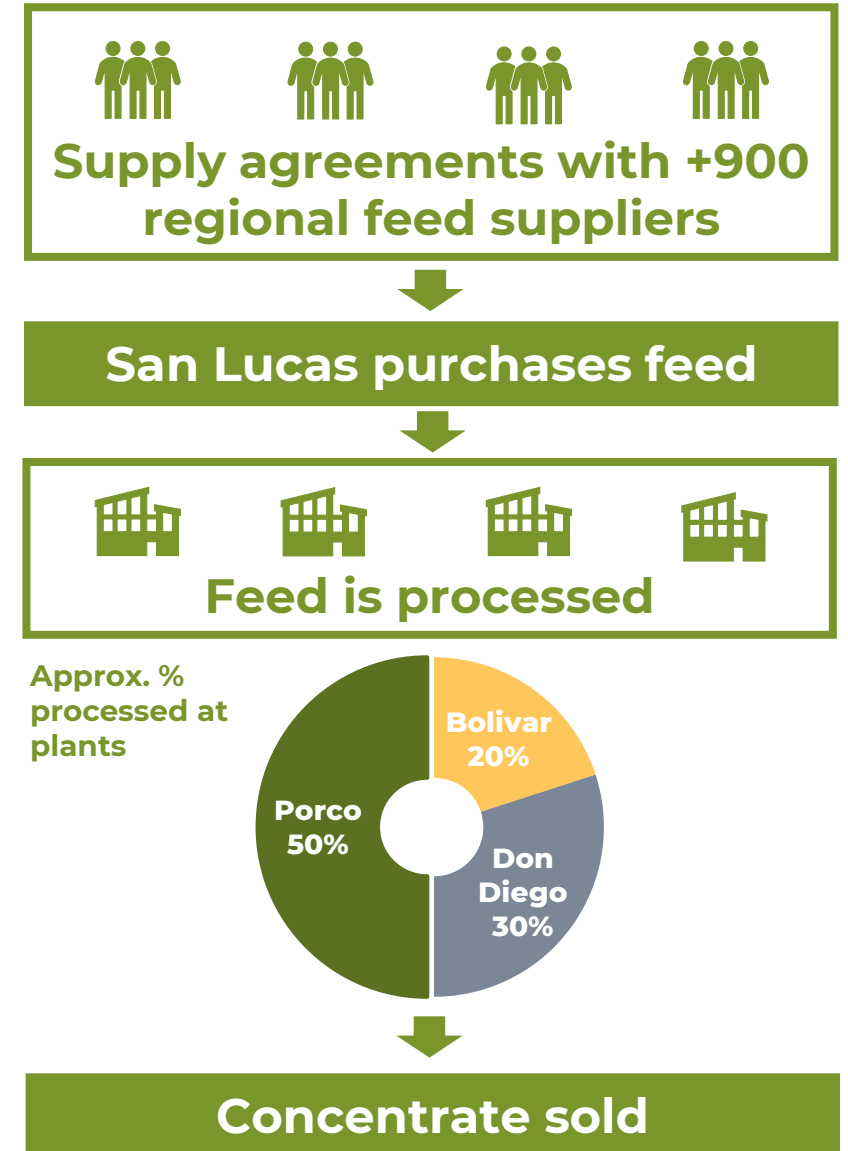 Supply agreements with +900
regional feed suppliers
San Lucas purchases feed
Feed is processed
Approx. %
processed at
plants
Bolivar
20%
Porco
50%
Don
Diego
30%
Concentrate sold